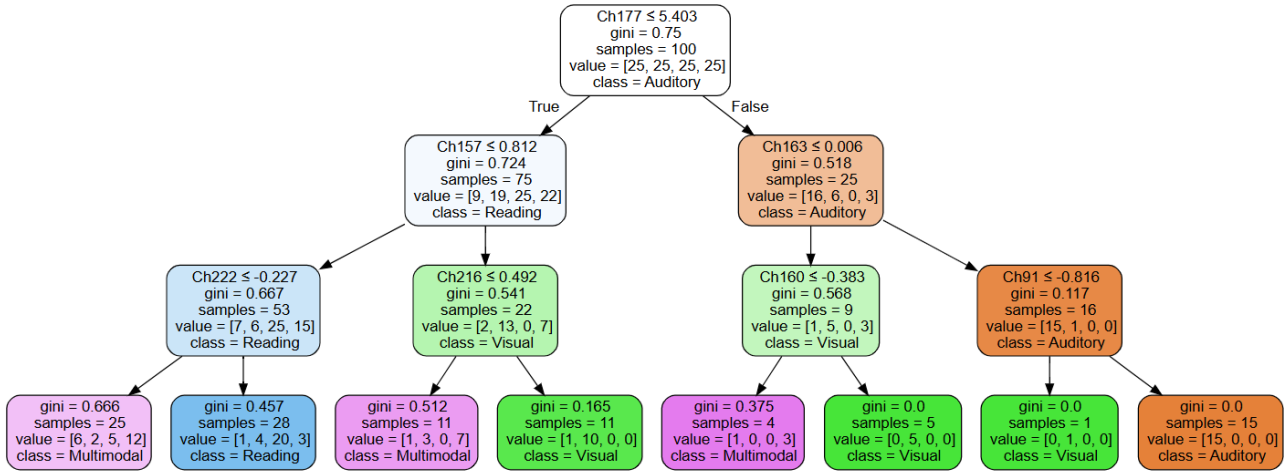 Ch177 ≤ 5.403
gini = 0.75
samples = 100
value = [25, 25, 25, 25]
class = Auditory
True
False
Ch157 ≤ 0.812
gini = 0.724
samples = 75
value = [9, 19, 25, 22]
class = Reading
Ch163 ≤ 0.006
gini = 0.518
samples = 25
value = [16, 6, 0, 3]
class = Auditory
Ch222 ≤ -0.227
gini = 0.667
samples = 53
value = [7, 6, 25, 15]
class = Reading
Ch216 ≤ 0.492
gini = 0.541
samples = 22
value = [2, 13, 0, 7]
class = Visual
Ch160 ≤ -0.383
gini = 0.568
samples = 9
value = [1, 5, 0, 3]
class = Visual
Ch91 ≤ -0.816
gini = 0.117
samples = 16
value = [15, 1, 0, 0]
class = Auditory
gini = 0.666
samples = 25
value = [6, 2, 5, 12]
class = Multimodal
gini = 0.457
samples = 28
value = [1, 4, 20, 3]
class = Reading
gini = 0.512
samples = 11
value = [1, 3, 0, 7]
class = Multimodal
gini = 0.165
samples = 11
value = [1, 10, 0, 0]
class = Visual
gini = 0.375
samples = 4
value = [1, 0, 0, 3]
class = Multimodal
gini = 0.0
samples = 5
value = [0, 5, 0, 0]
class = Visual
gini = 0.0
samples = 1
value = [0, 1, 0, 0]
class = Visual
gini = 0.0
samples = 15
value = [15, 0, 0, 0]
class = Auditory